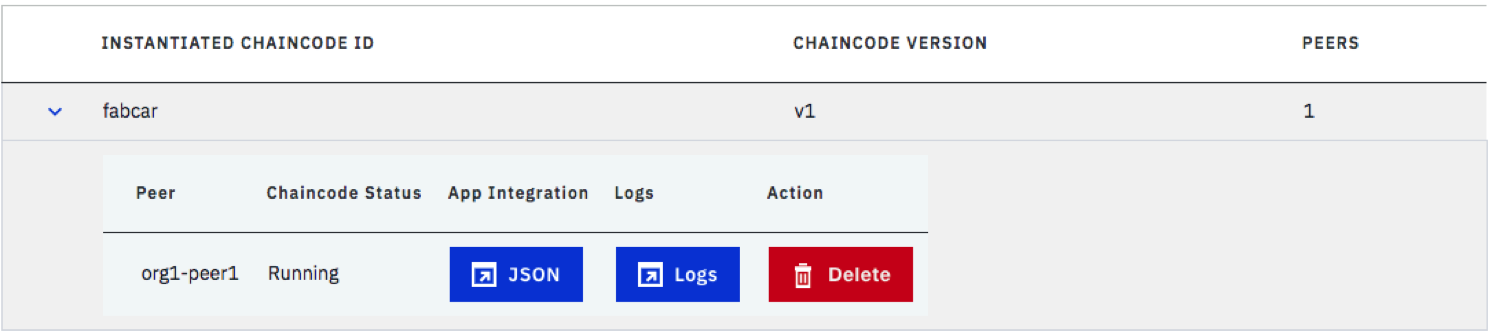 INSTANTIATED CHAINCODE ID CHAINCODE VERSION PEERS
fabcar v1 1
Peer Chaincode Status App Integration Logs Action
org1-peer1 Running JSON Logs Delete